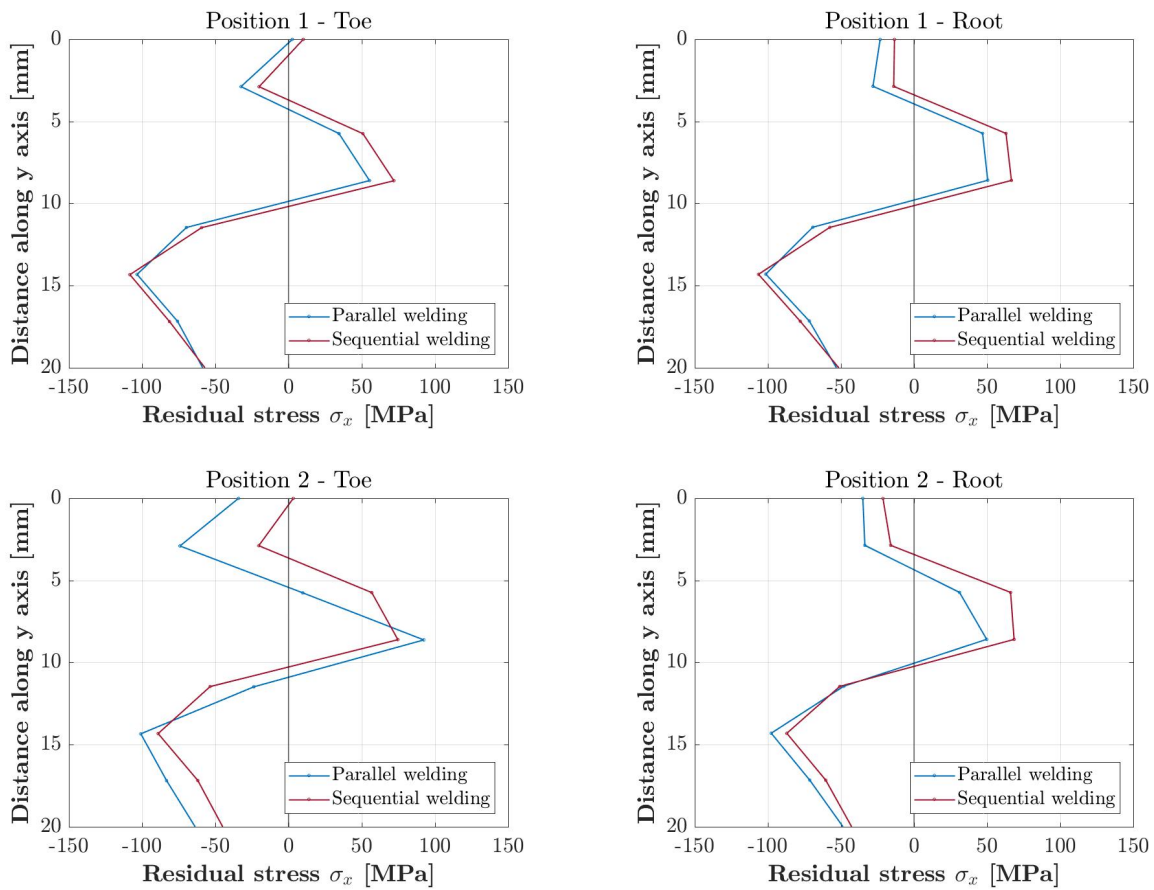 Position 1 - Toe
Distance along y axis [mm]
0
5
10
15
20
Parallel welding
Sequential welding
-150 -100 -50 0 50 100 150
Residual stress σx [MPa]
Position 1 - Root
Distance along y axis [mm]
0
5
10
15
20
Parallel welding
Sequential welding
-150 -100 -50 0 50 100 150
Residual stress σx [MPa]
Position 2 - Toe
Distance along y axis [mm]
0
5
10
15
20
Parallel welding
Sequential welding
-150 -100 -50 0 50 100 150
Residual stress σx [MPa]
Position 2 - Root
Distance along y axis [mm]
0
5
10
15
20
Parallel welding
Sequential welding
-150 -100 -50 0 50 100 150
Residual stress σx [MPa]